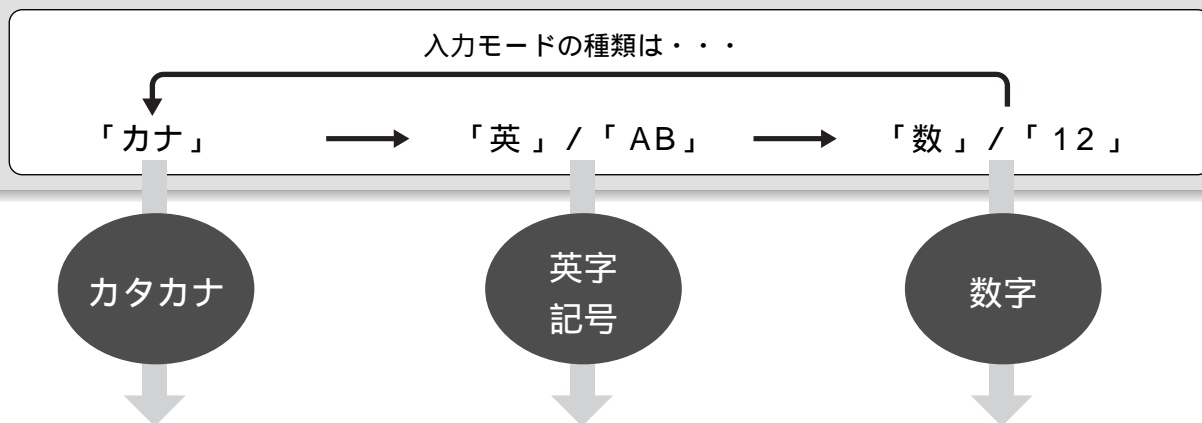 入力モードの種類は・・・
「カナ」 「英」/「AB」 「数」/「12」
カタカナ
英字
記号
数字